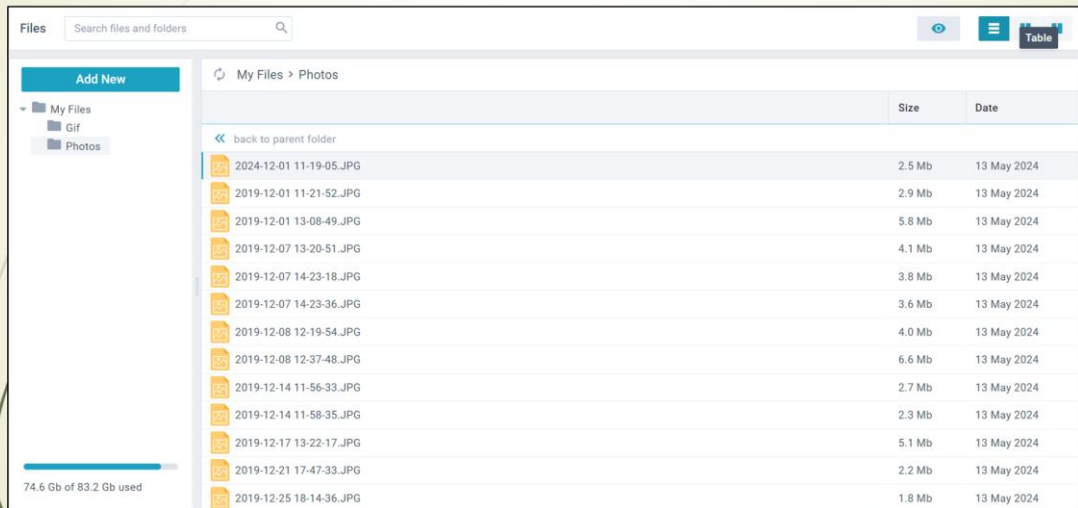 Files
Search files and folders
Table
Add New
My Files
Gif
Photos
74.6 Gb of 83.2 Gb used
My Files > Photos
Size Date
back to parent folder
2024-12-01 11-19-05.JPG 2.5 Mb 13 May 2024
2019-12-01 11-21-52.JPG 2.9 Mb 13 May 2024
2019-12-01 13-08-49.JPG 5.8 Mb 13 May 2024
2019-12-07 13-20-51.JPG 4.1 Mb 13 May 2024
2019-12-07 14-23-18.JPG 3.8 Mb 13 May 2024
2019-12-07 14-23-36.JPG 3.6 Mb 13 May 2024
2019-12-08 12-19-54.JPG 4.0 Mb 13 May 2024
2019-12-08 12-37-48.JPG 6.6 Mb 13 May 2024
2019-12-14 11-56-33.JPG 2.7 Mb 13 May 2024
2019-12-14 11-58-35.JPG 2.3 Mb 13 May 2024
2019-12-17 13-22-17.JPG 5.1 Mb 13 May 2024
2019-12-21 17-47-33.JPG 2.2 Mb 13 May 2024
2019-12-25 18-14-36.JPG 1.8 Mb 13 May 2024